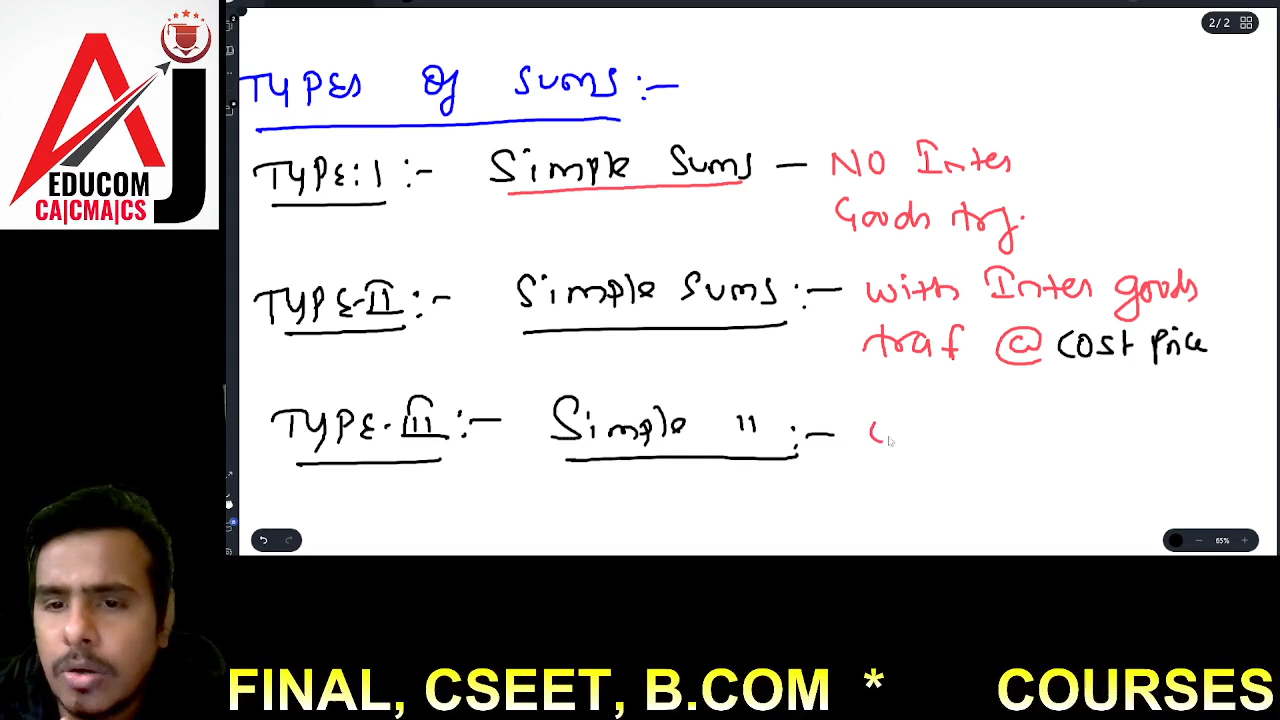 2/2
EDUCOM
CA|CMA|CS
TYPES Of SUMS :-
TYPE: 1 :- Simple Sums - NO Inter
Goods trf.
TYPE-II :- Simple Sums :- with Inter goods
traf @ COST Price
TYPE-III :- Simple " :-
65%
FINAL, CSEET, B.COM * COURSES